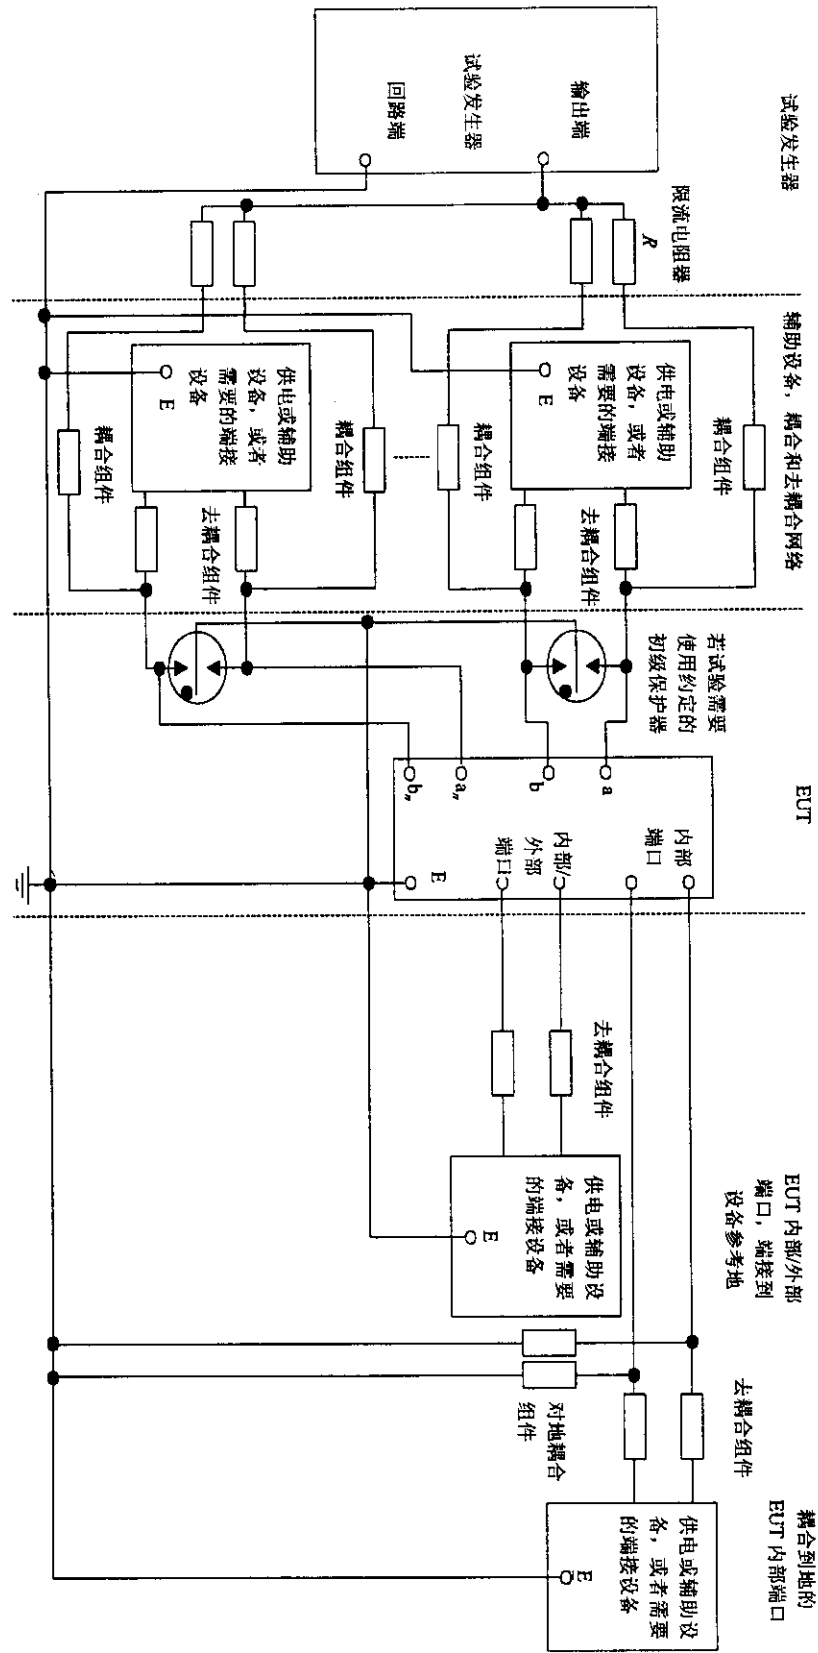 试验发生器
辅助设备，耦合和去耦合网络
EUT
EUT 内部/外部
端口，端接到
设备参考地
耦合到地的
EUT 内部端口
输出端
试验发生器
回路端
限流电阻器
R
耦合组件
供电或辅助
设备，或者
需要的端接
设备
E
去耦合组件
耦合组件
耦合组件
供电或辅助
设备，或者
需要的端接
设备
E
去耦合组件
耦合组件
若试验需要
使用约定的
初级保护器
a
b
aₙ
bₙ
内部
端口
内部/
外部
端口
E
去耦合组件
供电或辅助设
备，或者需要
的端接设备
E
去耦合组件
对地耦合
组件
供电或辅助设
备，或者需要
的端接设备
E